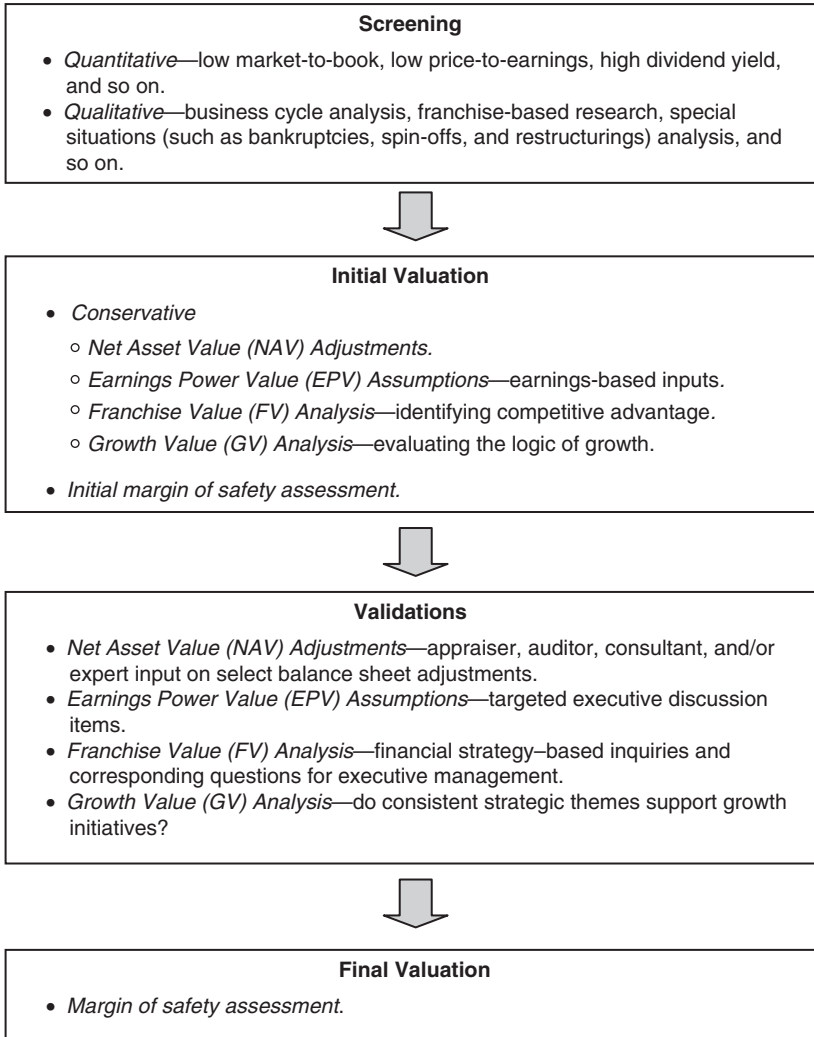 Screening
• Quantitative—low market-to-book, low price-to-earnings, high dividend yield,
and so on.
• Qualitative—business cycle analysis, franchise-based research, special
situations (such as bankruptcies, spin-offs, and restructurings) analysis, and
so on.
Initial Valuation
• Conservative
○ Net Asset Value (NAV) Adjustments.
○ Earnings Power Value (EPV) Assumptions—earnings-based inputs.
○ Franchise Value (FV) Analysis—identifying competitive advantage.
○ Growth Value (GV) Analysis—evaluating the logic of growth.
• Initial margin of safety assessment.
Validations
• Net Asset Value (NAV) Adjustments—appraiser, auditor, consultant, and/or
expert input on select balance sheet adjustments.
• Earnings Power Value (EPV) Assumptions—targeted executive discussion
items.
• Franchise Value (FV) Analysis—financial strategy–based inquiries and
corresponding questions for executive management.
• Growth Value (GV) Analysis—do consistent strategic themes support growth
initiatives?
Final Valuation
• Margin of safety assessment.